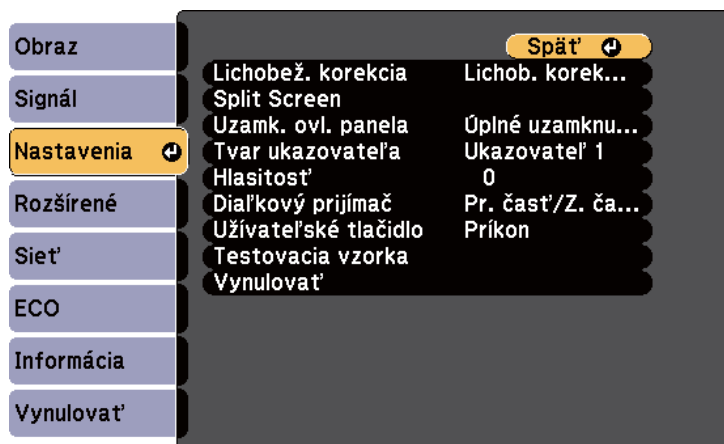 Obraz
Signál
Nastavenia
Rozšírené
Sieť
ECO
Informácia
Vynulovať
Späť
Lichobež. korekcia Lichob. korek...
Split Screen
Uzamk. ovl. panela Úplné uzamknu...
Tvar ukazovateľa Ukazovateľ 1
Hlasitosť 0
Diaľkový prijímač Pr. časť/Z. ča...
Užívateľské tlačidlo Príkon
Testovacia vzorka
Vynulovať